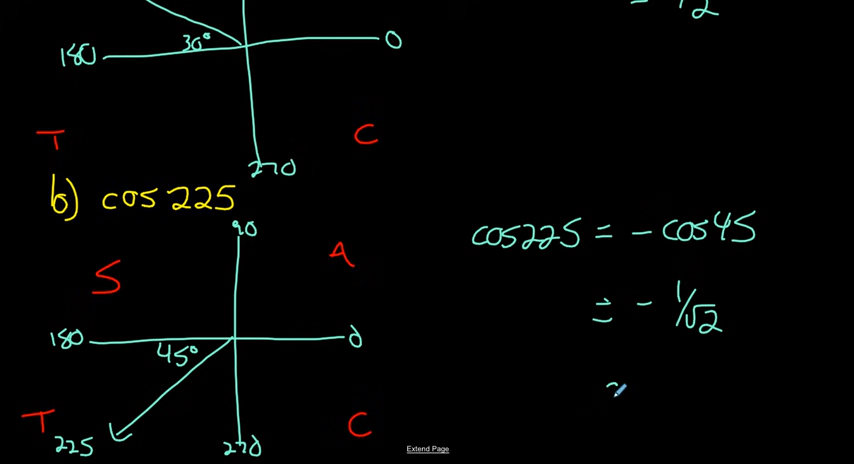 30°
180
0
T
C
270
b) cos 225
90
S
A
cos225 = - cos45
= - 1/√2
180
45°
0
T
225
270
C
Extend Page